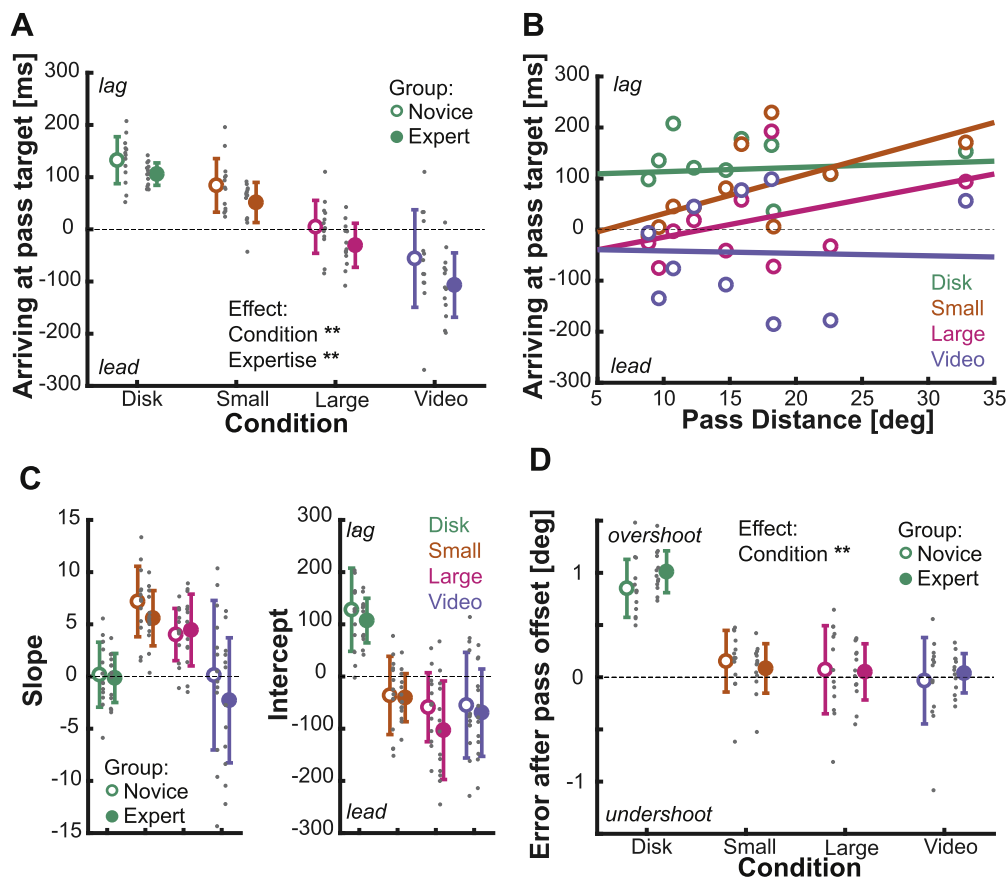 A
Arriving at pass target [ms]
300
200
100
0
-100
-200
-300
lag
lead
Group:
Novice
Expert
Effect:
Condition **
Expertise **
Disk Small Large Video
Condition
B
Arriving at pass target [ms]
300
200
100
0
-100
-200
-300
lag
lead
Disk
Small
Large
Video
5 10 15 20 25 30 35
Pass Distance [deg]
C
Slope
15
10
5
0
-5
-10
-15
Group:
Novice
Expert
Intercept
300
200
100
0
-100
-200
-300
lag
lead
Disk
Small
Large
Video
D
Error after pass offset [deg]
1
0
-1
overshoot
undershoot
Effect:
Condition **
Group:
Novice
Expert
Disk Small Large Video
Condition